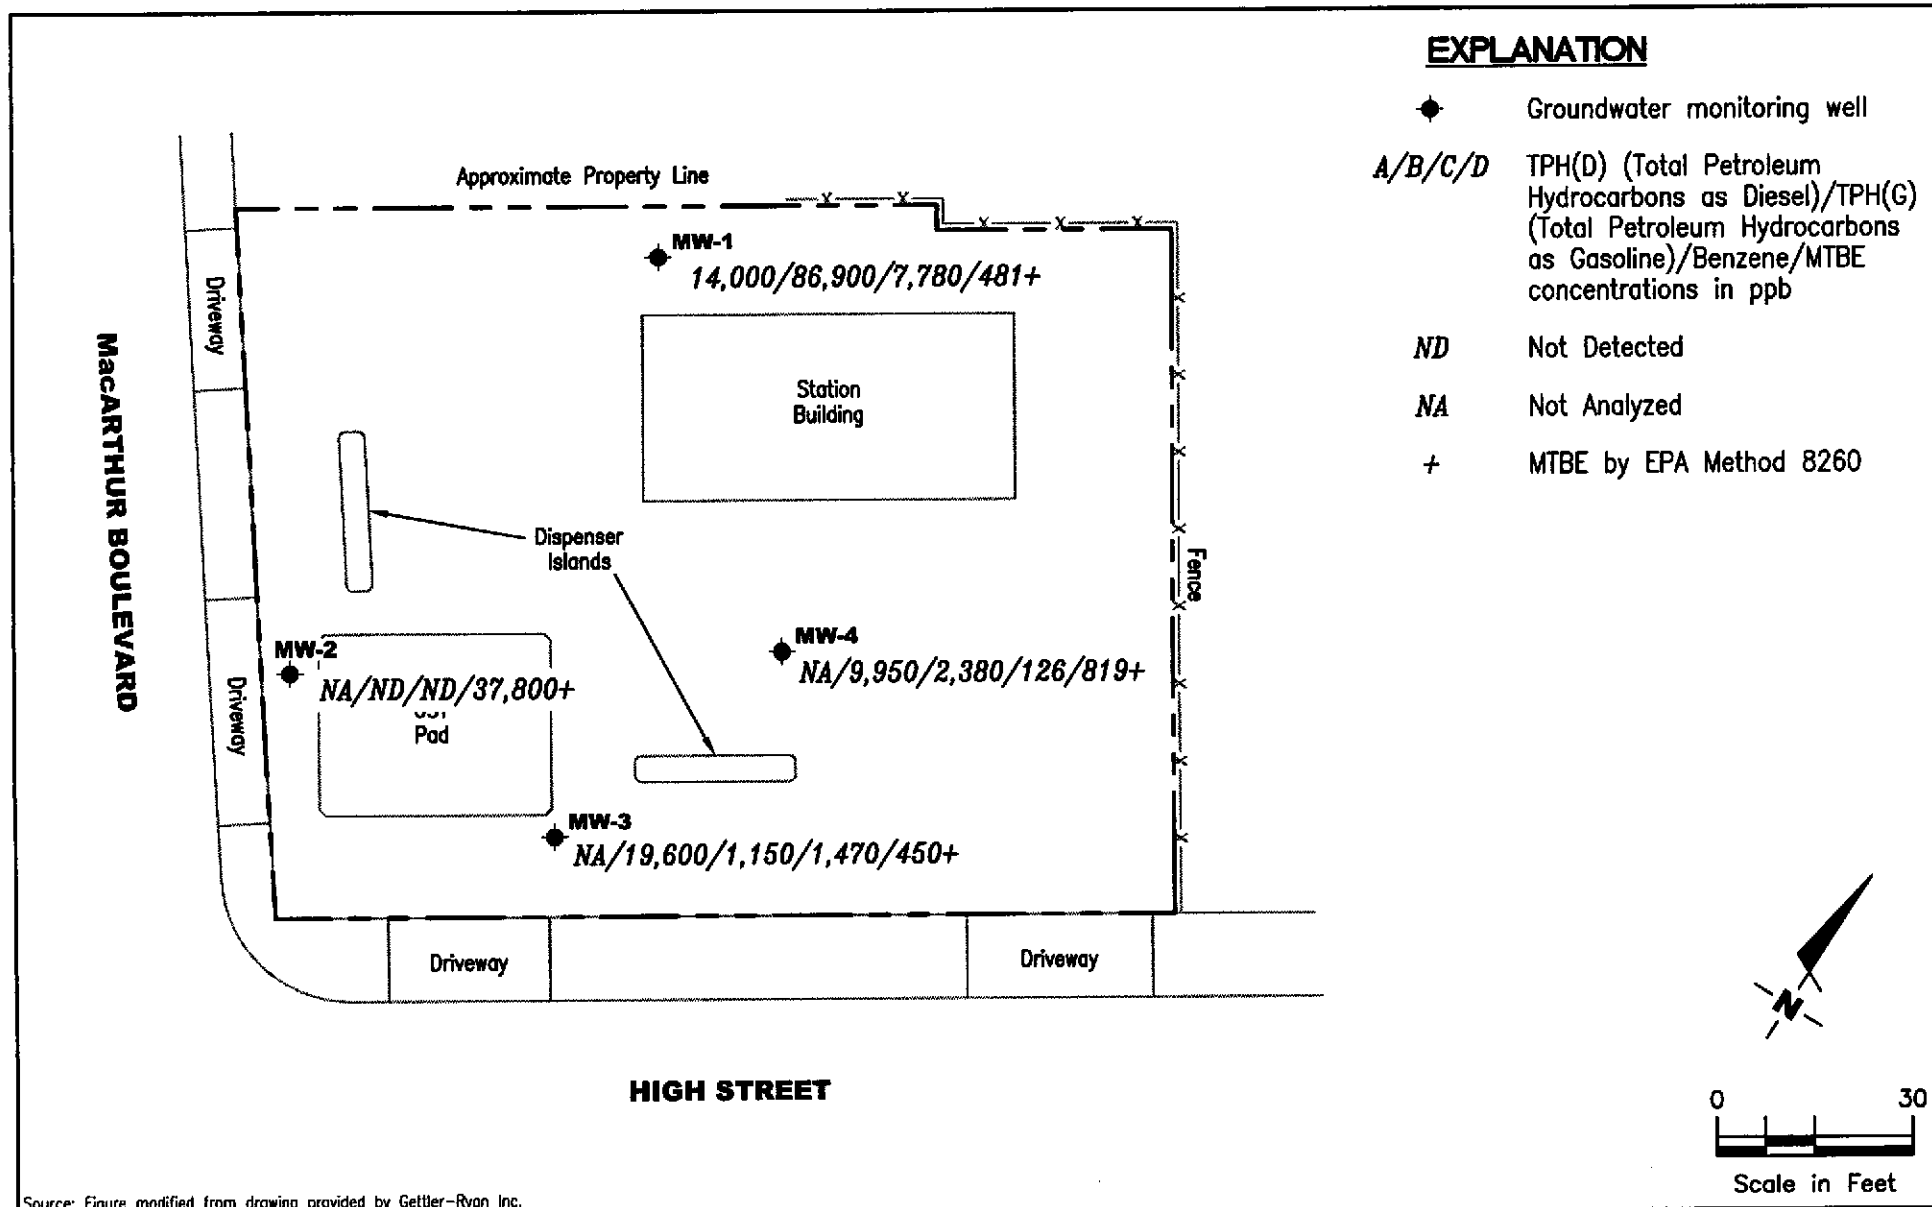 EXPLANATION
Groundwater monitoring well
A/B/C/D TPH(D) (Total Petroleum
Hydrocarbons as Diesel)/TPH(G)
(Total Petroleum Hydrocarbons
as Gasoline)/Benzene/MTBE
concentrations in ppb
ND Not Detected
NA Not Analyzed
+ MTBE by EPA Method 8260
Approximate Property Line
MW-1
14,000/86,900/7,780/481+
Driveway
MacARTHUR BOULEVARD
Station
Building
Dispenser
Islands
Fence
MW-2
NA/ND/ND/37,800+
Pad
MW-4
NA/9,950/2,380/126/819+
Driveway
MW-3
NA/19,600/1,150/1,470/450+
Driveway
Driveway
HIGH STREET
N
0 30
Scale in Feet
Source: Figure modified from drawing provided by Gettler-Ryan Inc.